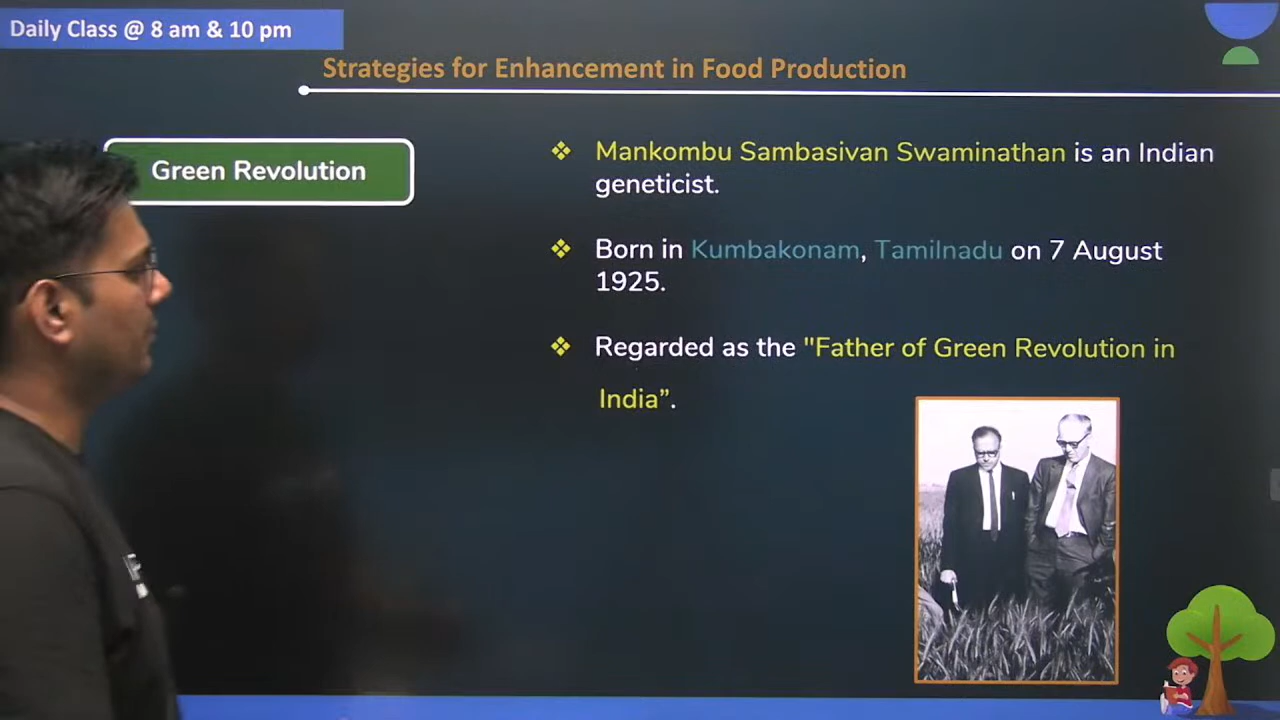 Daily Class @ 8 am & 10 pm
Strategies for Enhancement in Food Production
Green Revolution
❖ Mankombu Sambasivan Swaminathan is an Indian
geneticist.
❖ Born in Kumbakonam, Tamilnadu on 7 August
1925.
❖ Regarded as the "Father of Green Revolution in
India”.